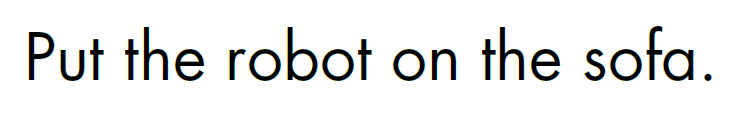 Put the robot on the sofa.